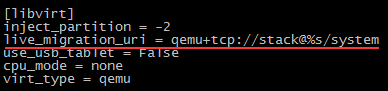 [libvirt]
inject_partition = -2
live_migration_uri = qemu+tcp://stack@%s/system
use_usb_tablet = False
cpu_mode = none
virt_type = qemu